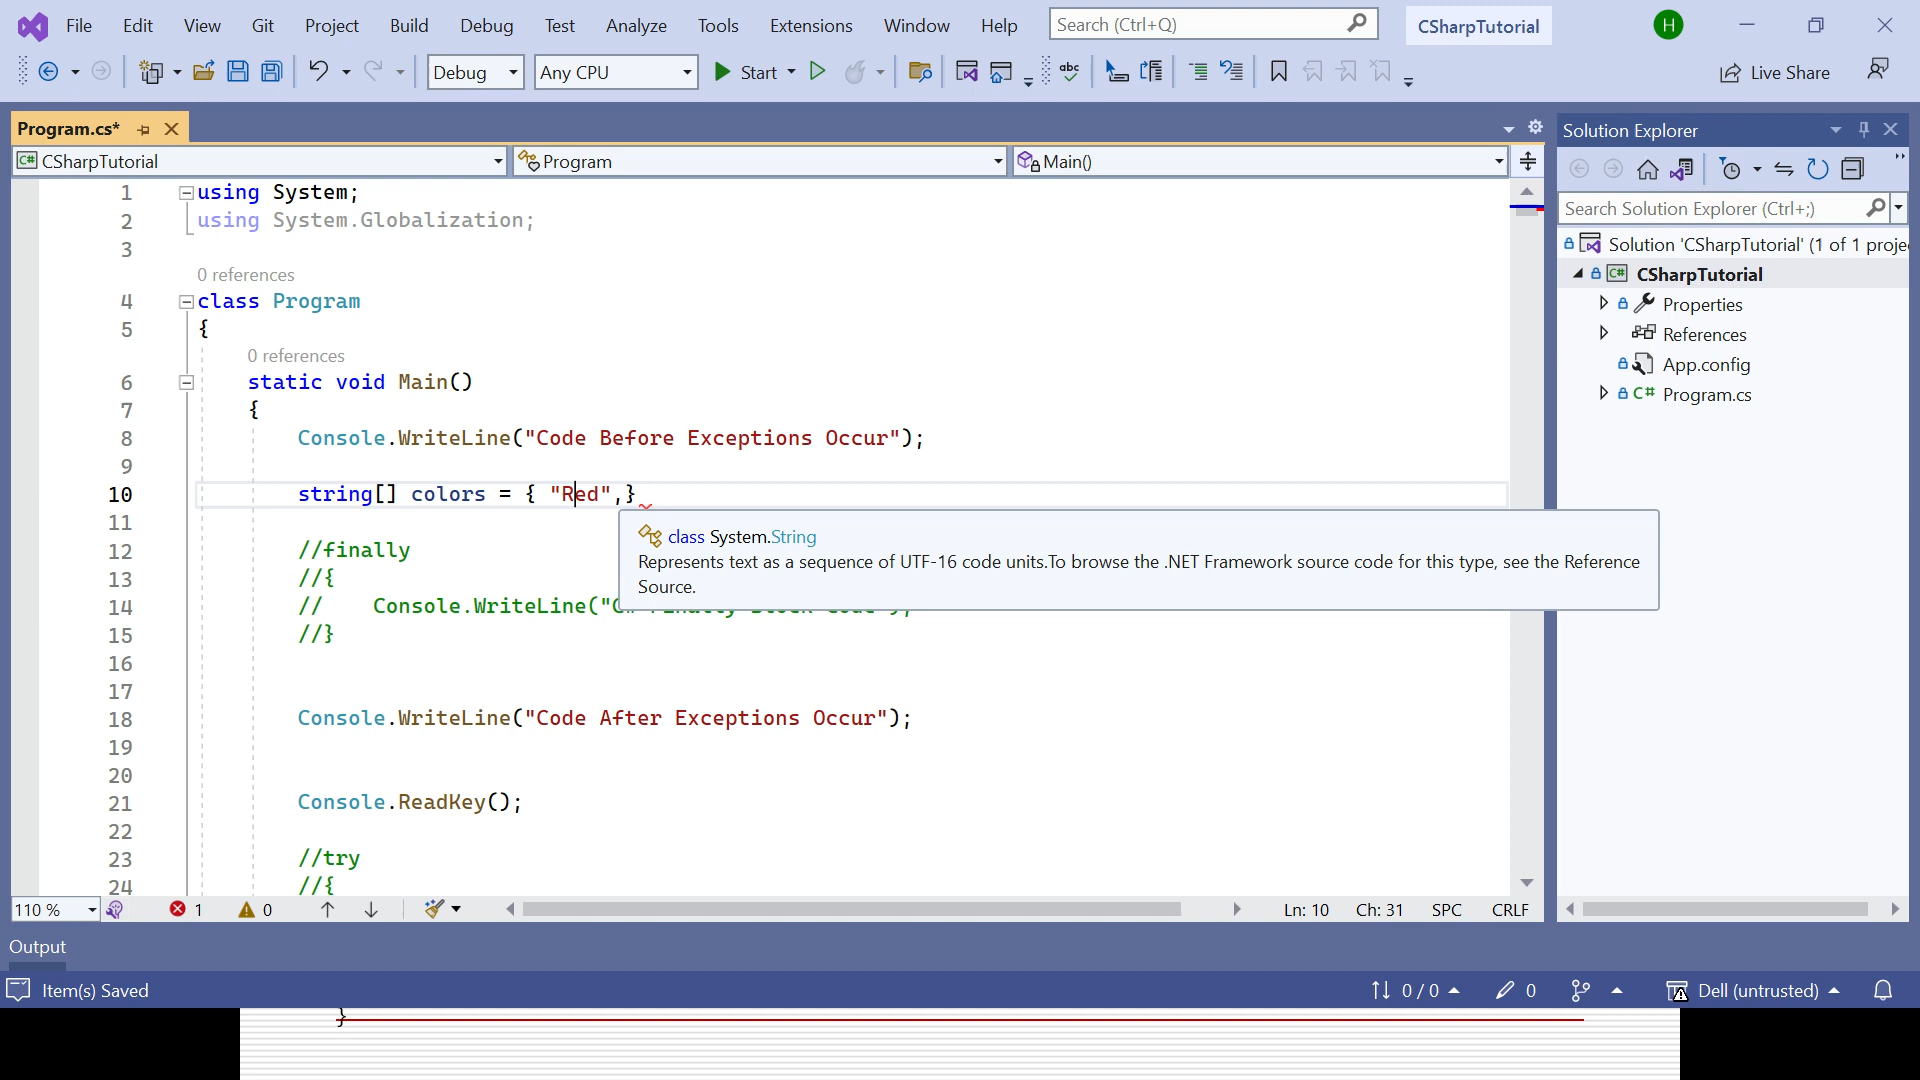 File Edit View Git Project Build Debug Test Analyze Tools Extensions Window Help Search (Ctrl+Q) CSharpTutorial H
Debug Any CPU Start abc Live Share
Program.cs*
C# CSharpTutorial Program Main()
1 using System;
2 using System.Globalization;
3
0 references
4 class Program
5 {
0 references
6 static void Main()
7 {
8 Console.WriteLine("Code Before Exceptions Occur");
9
10 string[] colors = { "Red",}
11
12 //finally
13 //{
14 // Console.WriteLine("
15 //}
16
17
18 Console.WriteLine("Code After Exceptions Occur");
19
20
21 Console.ReadKey();
22
23 //try
24 //{
class System.String
Represents text as a sequence of UTF-16 code units.To browse the .NET Framework source code for this type, see the Reference
Source.
110 % 1 0 Ln: 10 Ch: 31 SPC CRLF
Solution Explorer
Search Solution Explorer (Ctrl+;)
Solution 'CSharpTutorial' (1 of 1 proje
C# CSharpTutorial
Properties
References
App.config
C# Program.cs
Output
Item(s) Saved 0 / 0 0 Dell (untrusted)
}